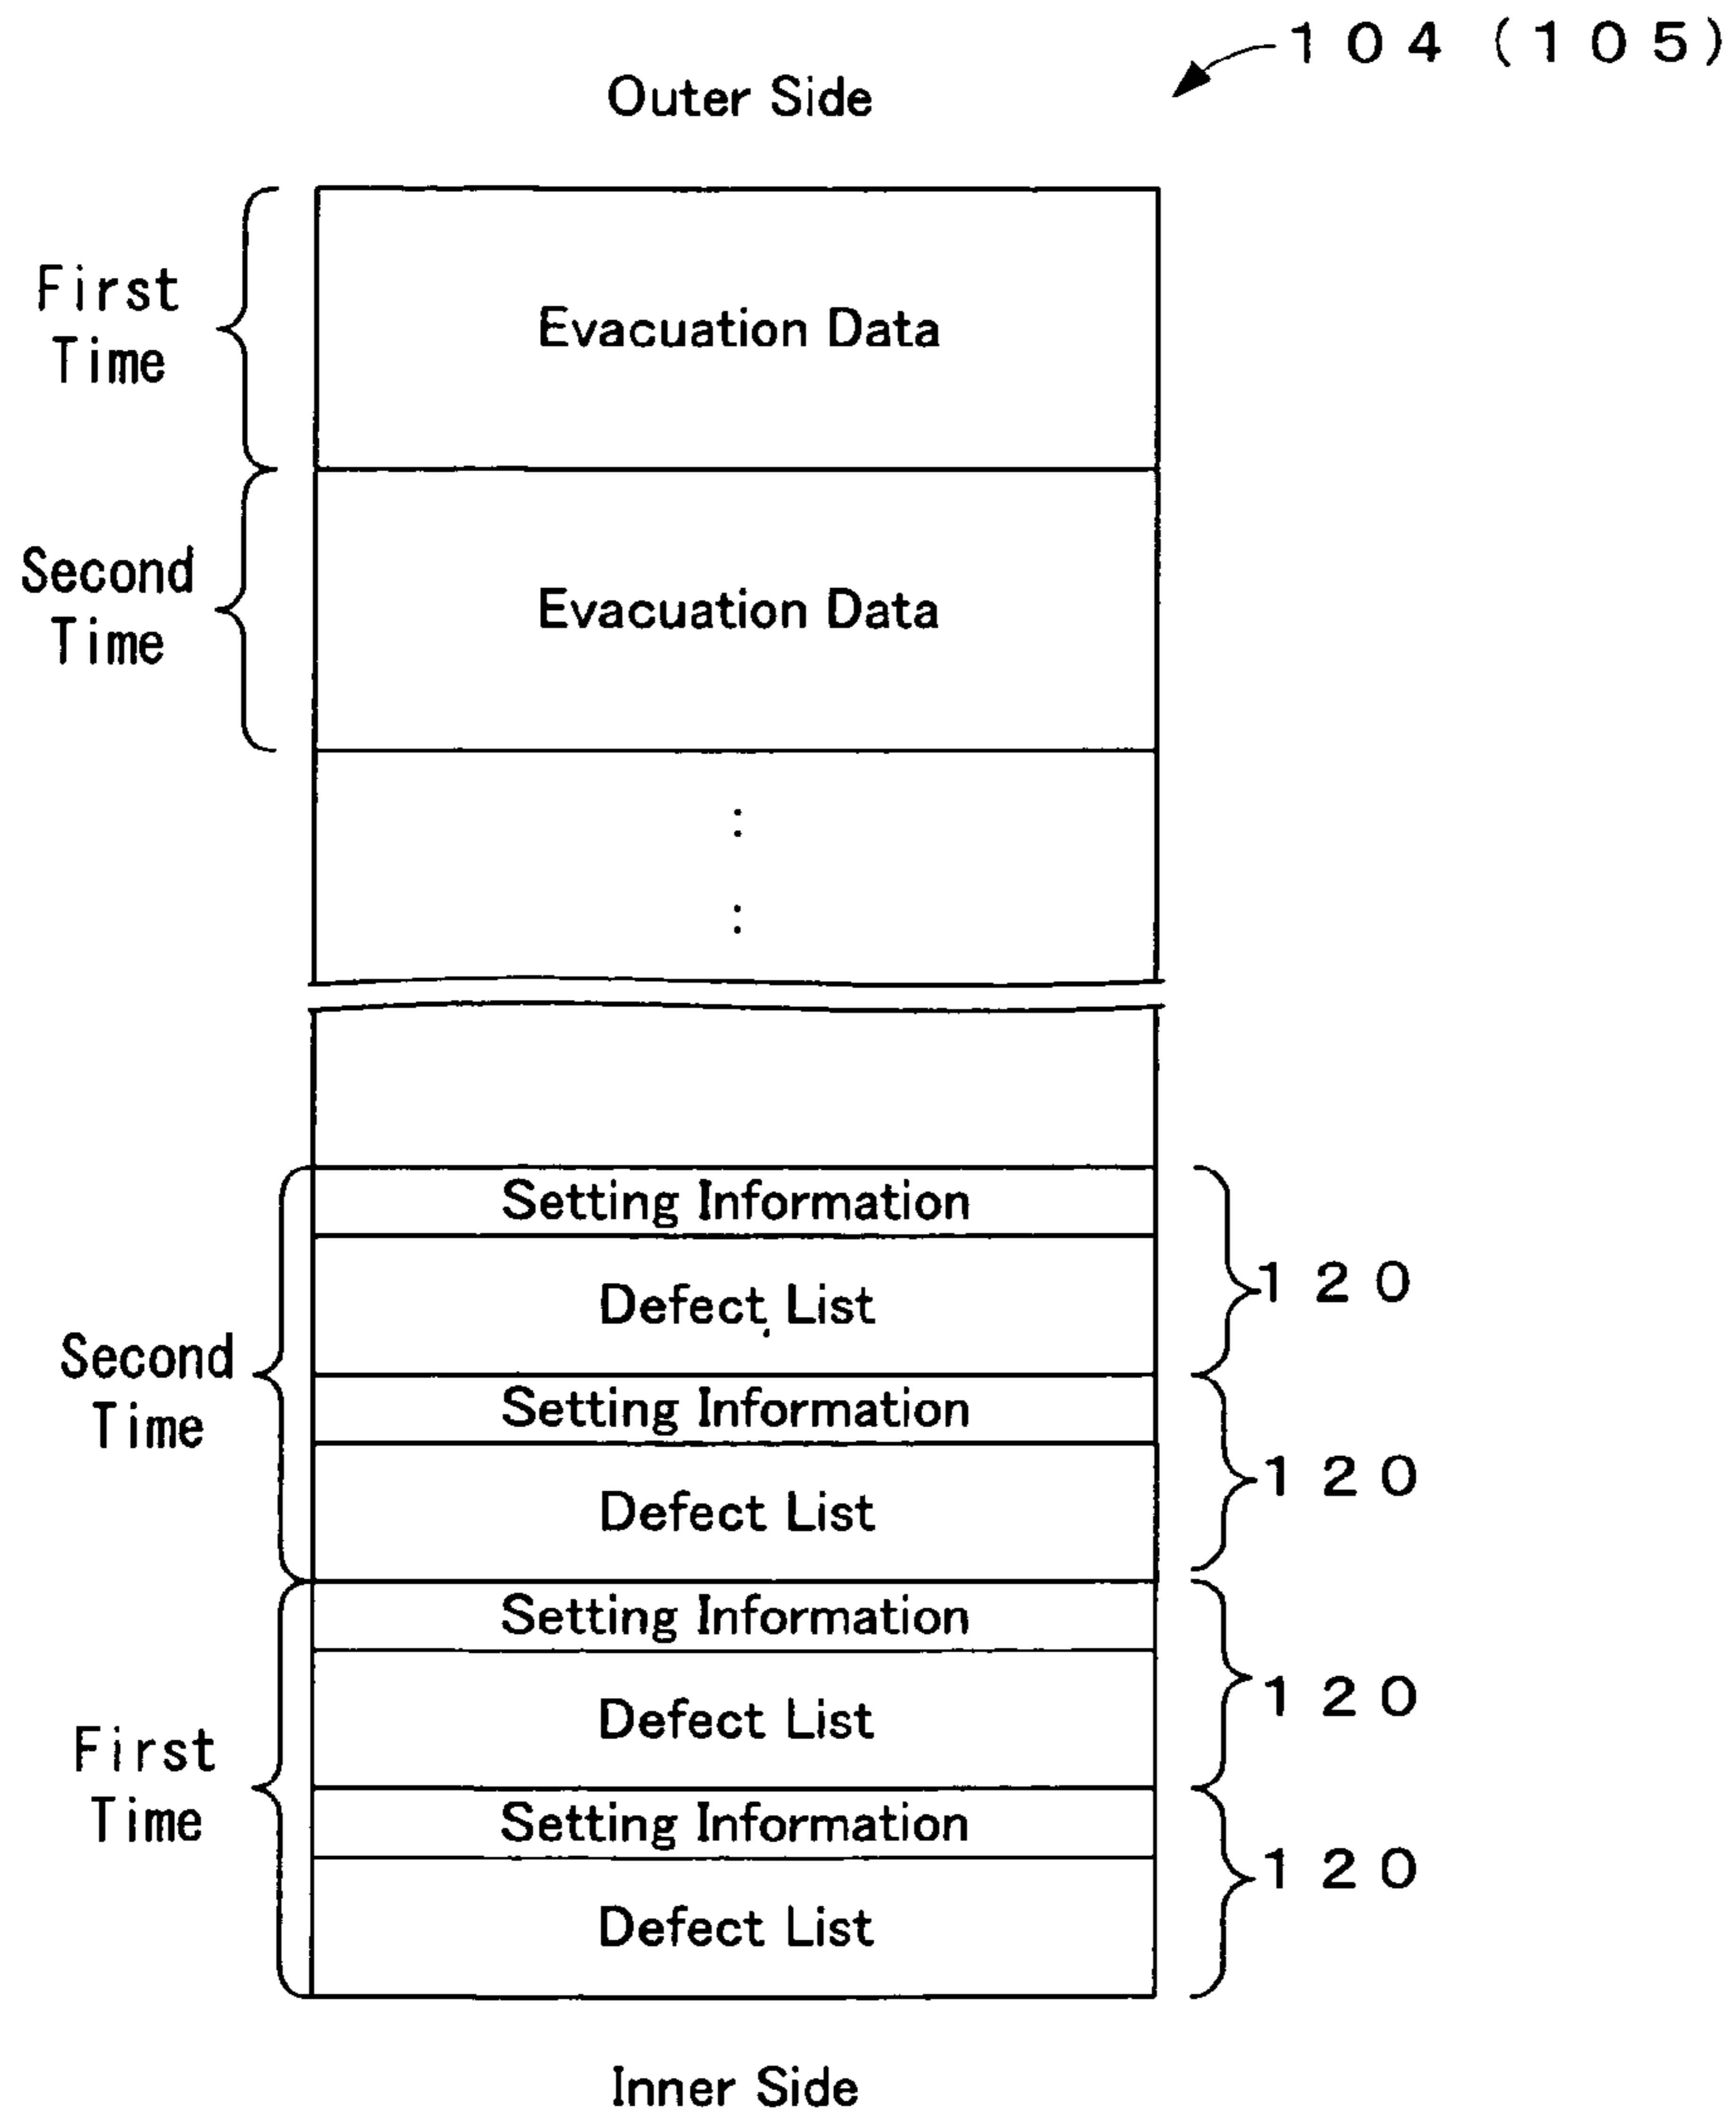 104 (105)
Outer Side
First
Time
Evacuation Data
Second
Time
Evacuation Data
:
:
Setting Information
Defect List
120
Second
Time
Setting Information
Defect List
120
Setting Information
Defect List
120
First
Time
Setting Information
Defect List
120
Inner Side